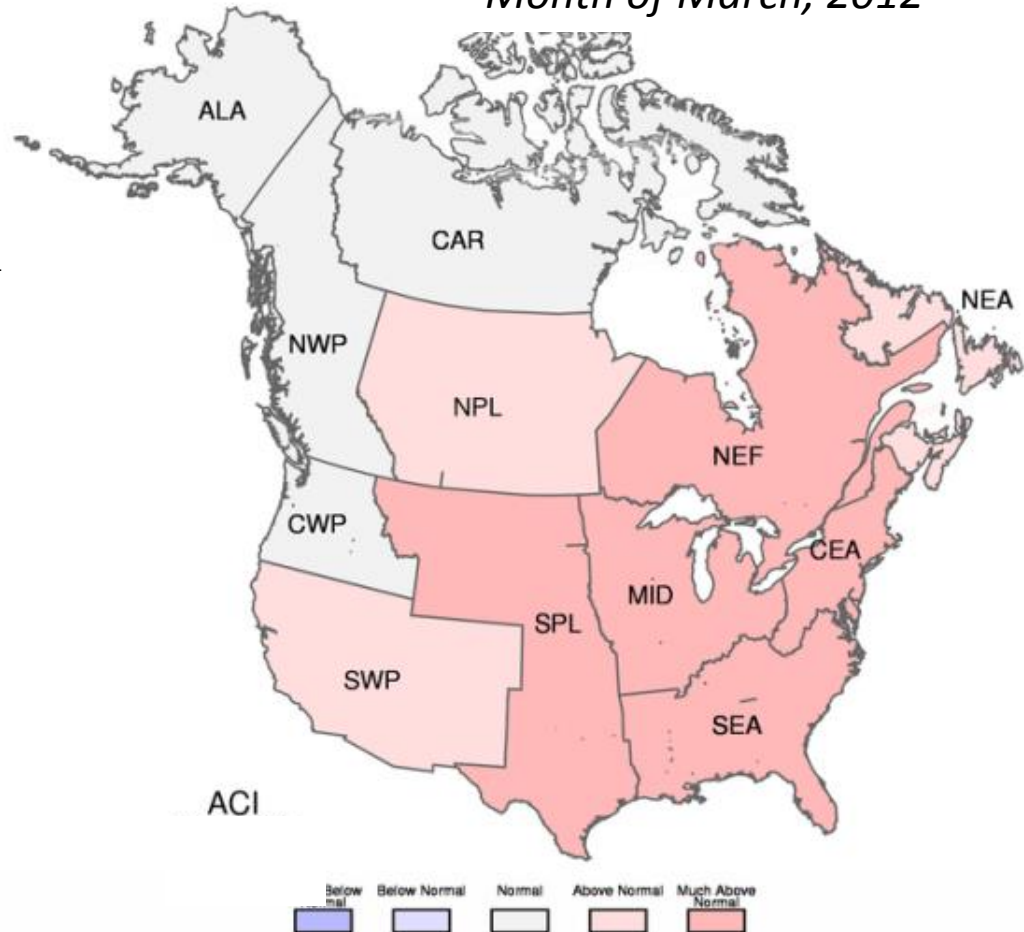 Month of March, 2012
ALA
CAR
NEA
NWP
NPL
NEF
CWP
CEA
MID
SPL
SWP
SEA
ACI
Below Below Normal Normal Above Normal Much Above
Normal